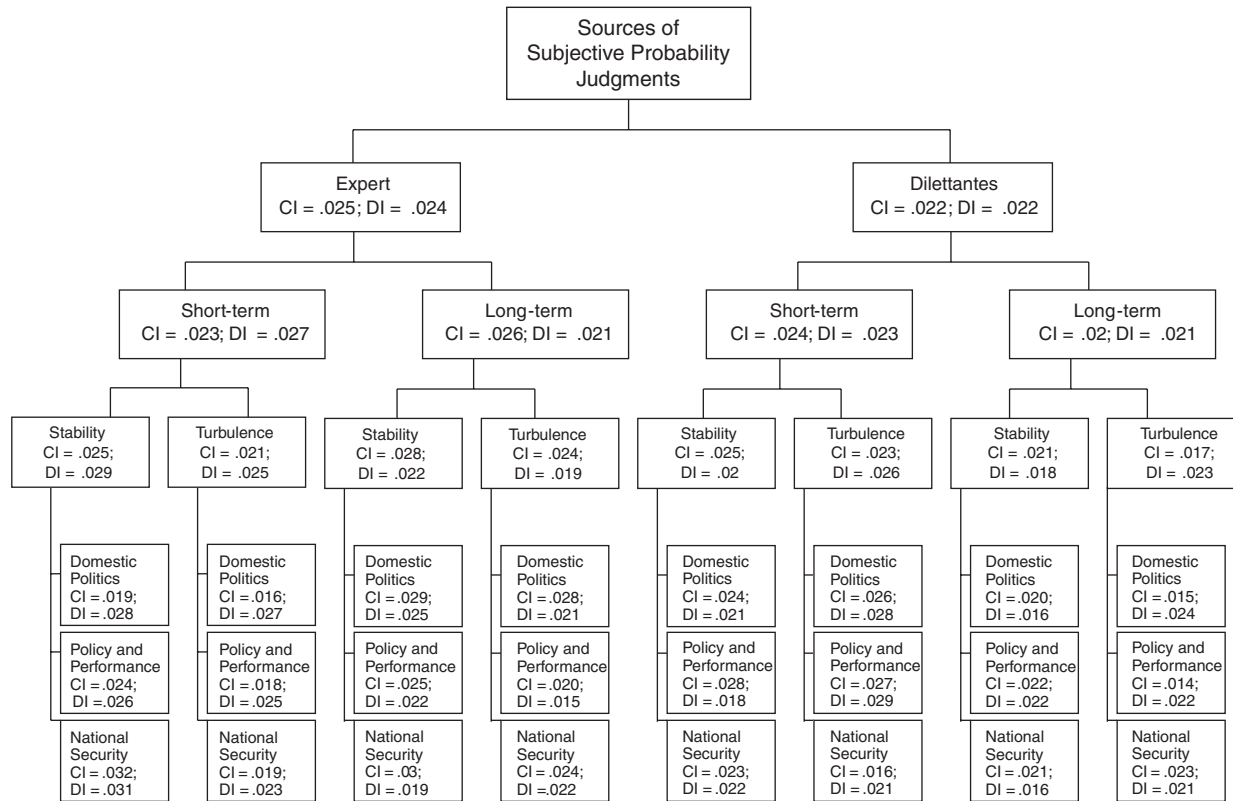 Sources of
Subjective Probability
Judgments
Expert
CI = .025; DI = .024
Dilettantes
CI = .022; DI = .022
Short-term
CI = .023; DI = .027
Long-term
CI = .026; DI = .021
Short-term
CI = .024; DI = .023
Long-term
CI = .02; DI = .021
Stability
CI = .025;
DI = .029
Turbulence
CI = .021;
DI = .025
Stability
CI = .028;
DI = .022
Turbulence
CI = .024;
DI = .019
Stability
CI = .025;
DI = .02
Turbulence
CI = .023;
DI = .026
Stability
CI = .021;
DI = .018
Turbulence
CI = .017;
DI = .023
Domestic
Politics
CI = .019;
DI = .028
Domestic
Politics
CI = .016;
DI = .027
Domestic
Politics
CI = .029;
DI = .025
Domestic
Politics
CI = .028;
DI = .021
Domestic
Politics
CI = .024;
DI = .021
Domestic
Politics
CI = .026;
DI = .028
Domestic
Politics
CI = .020;
DI = .016
Domestic
Politics
CI = .015;
DI = .024
Policy and
Performance
CI = .024;
DI = .026
Policy and
Performance
CI = .018;
DI = .025
Policy and
Performance
CI = .025;
DI = .022
Policy and
Performance
CI = .020;
DI = .015
Policy and
Performance
CI = .028;
DI = .018
Policy and
Performance
CI = .027;
DI = .029
Policy and
Performance
CI = .022;
DI = .022
Policy and
Performance
CI = .014;
DI = .022
National
Security
CI = .032;
DI = .031
National
Security
CI = .019;
DI = .023
National
Security
CI = .03;
DI = .019
National
Security
CI = .024;
DI = .022
National
Security
CI = .023;
DI = .022
National
Security
CI = .016;
DI = .021
National
Security
CI = .021;
DI = .016
National
Security
CI = .023;
DI = .021